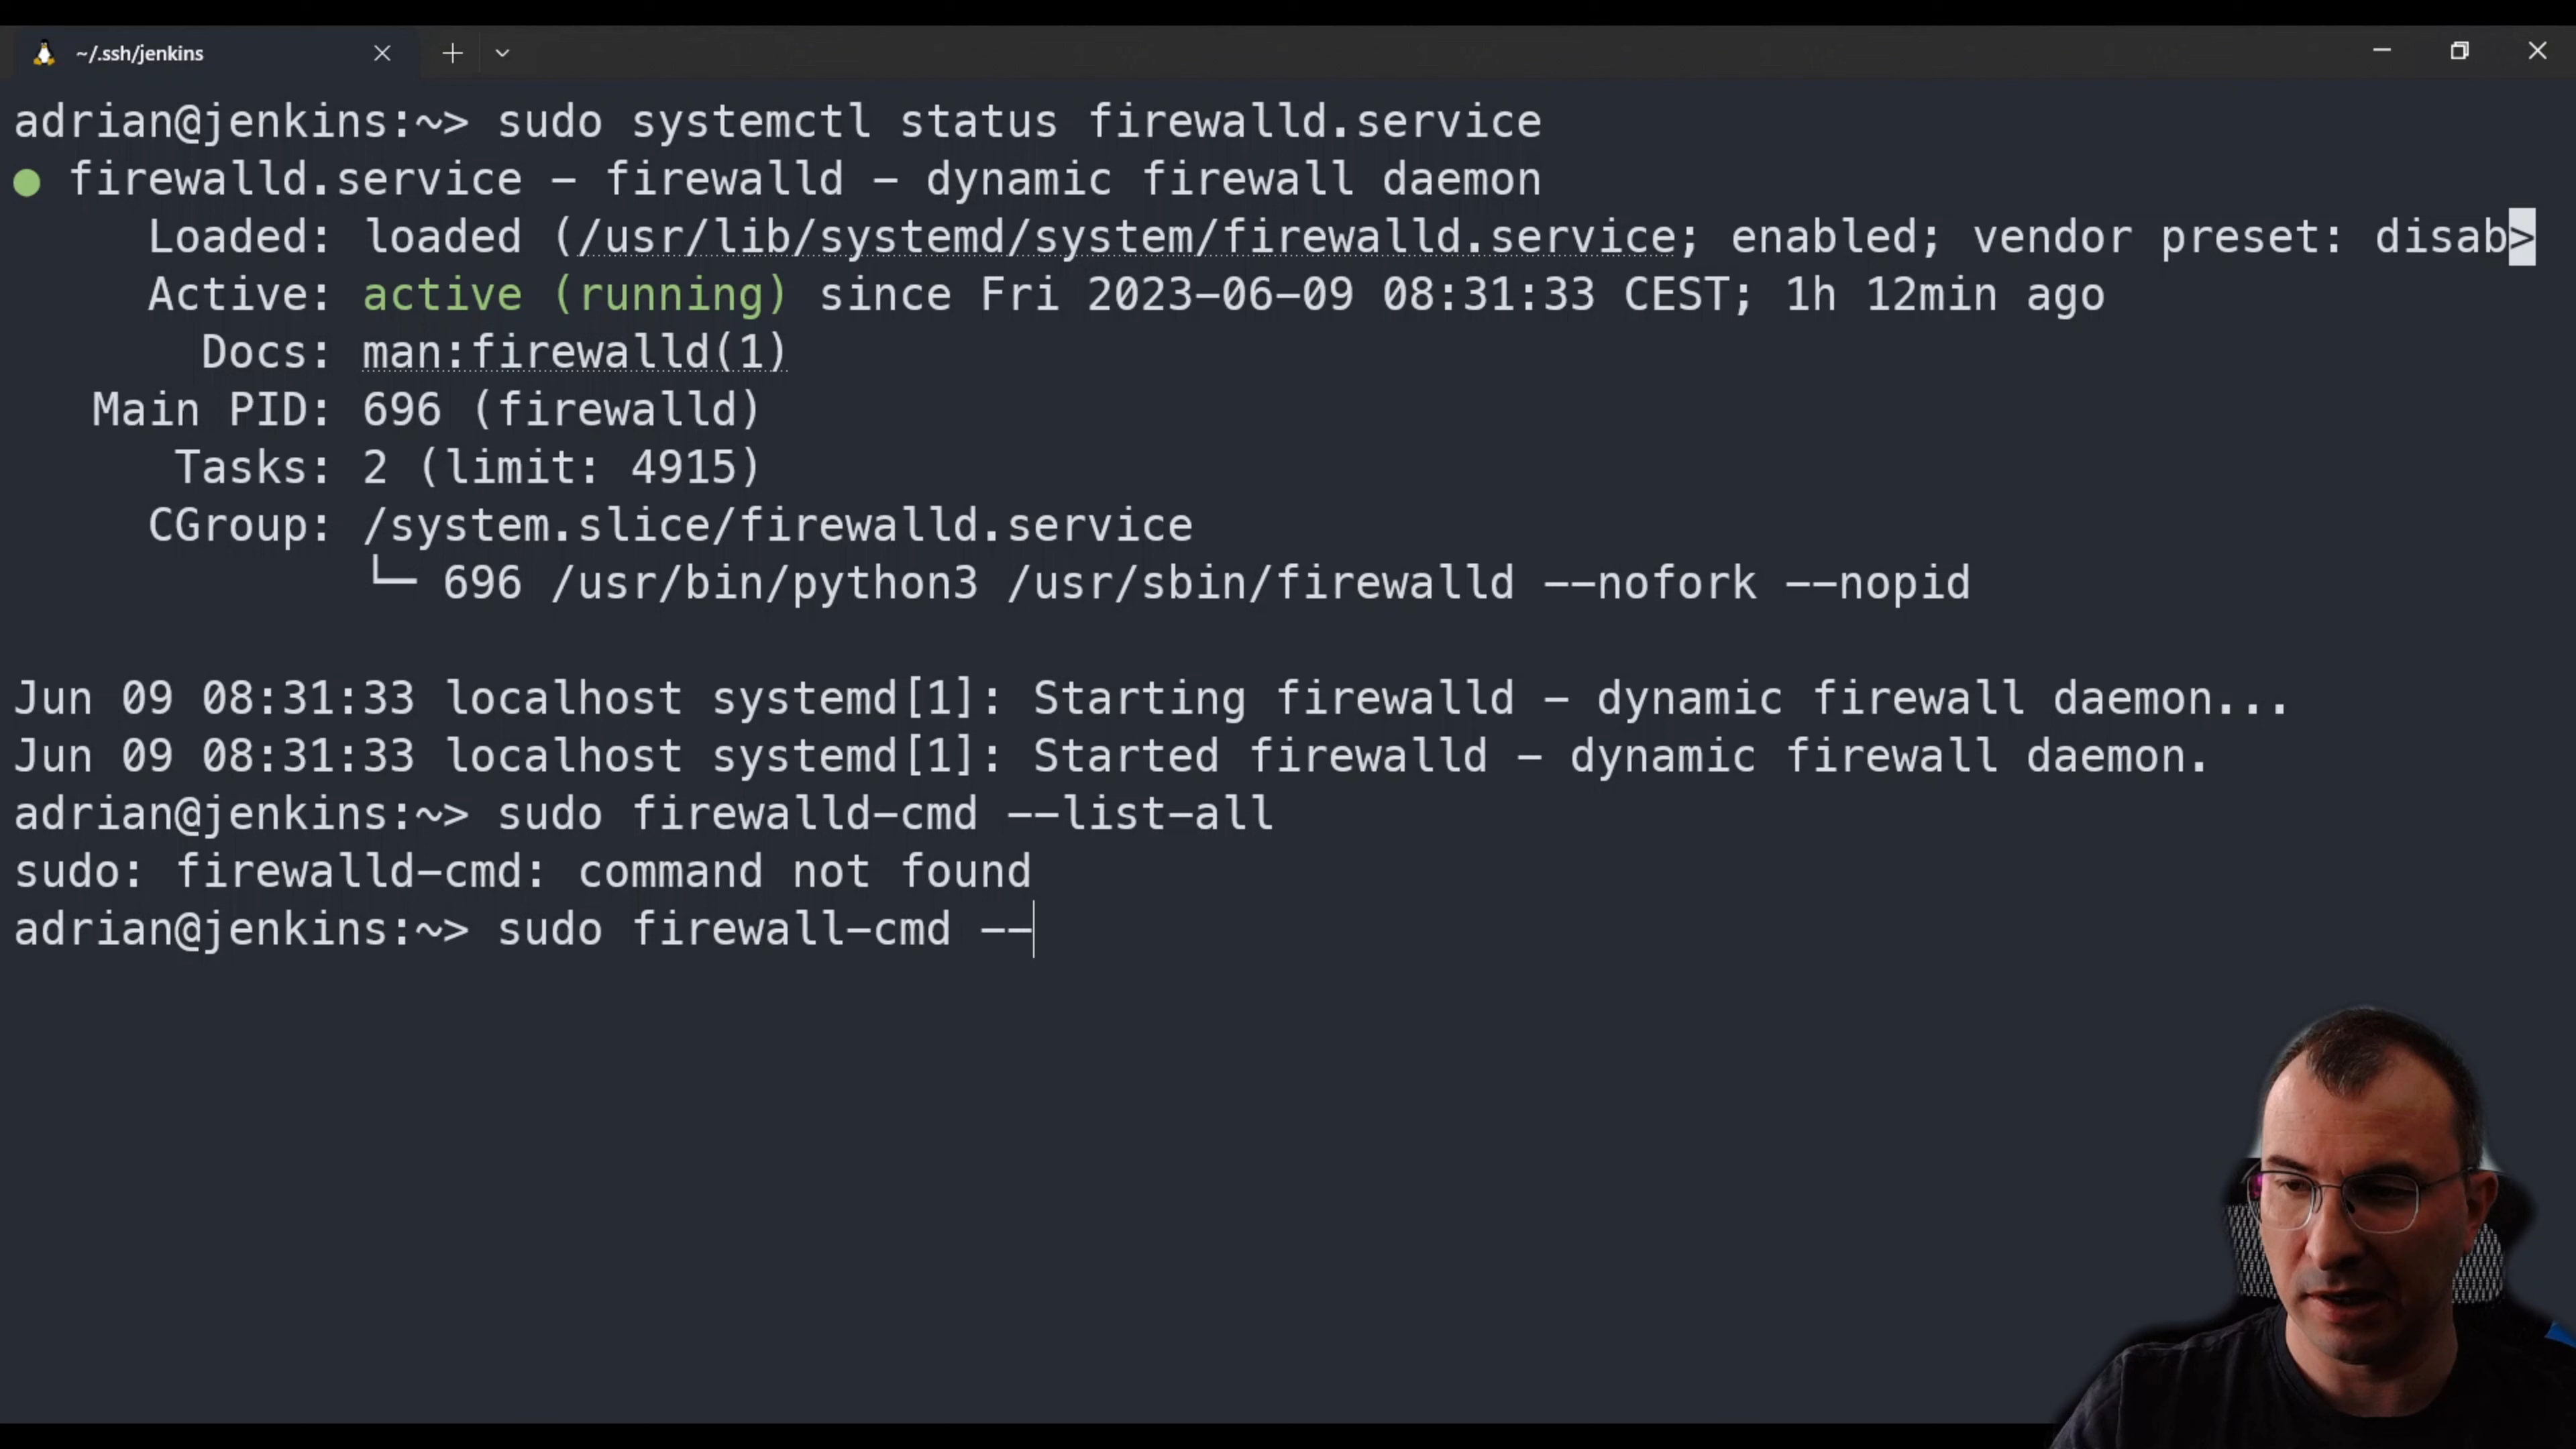 ~/.ssh/jenkins
adrian@jenkins:~> sudo systemctl status firewalld.service
● firewalld.service - firewalld - dynamic firewall daemon
Loaded: loaded (/usr/lib/systemd/system/firewalld.service; enabled; vendor preset: disab>
Active: active (running) since Fri 2023-06-09 08:31:33 CEST; 1h 12min ago
Docs: man:firewalld(1)
Main PID: 696 (firewalld)
Tasks: 2 (limit: 4915)
CGroup: /system.slice/firewalld.service
└─ 696 /usr/bin/python3 /usr/sbin/firewalld --nofork --nopid
Jun 09 08:31:33 localhost systemd[1]: Starting firewalld - dynamic firewall daemon...
Jun 09 08:31:33 localhost systemd[1]: Started firewalld - dynamic firewall daemon.
adrian@jenkins:~> sudo firewalld-cmd --list-all
sudo: firewalld-cmd: command not found
adrian@jenkins:~> sudo firewall-cmd --